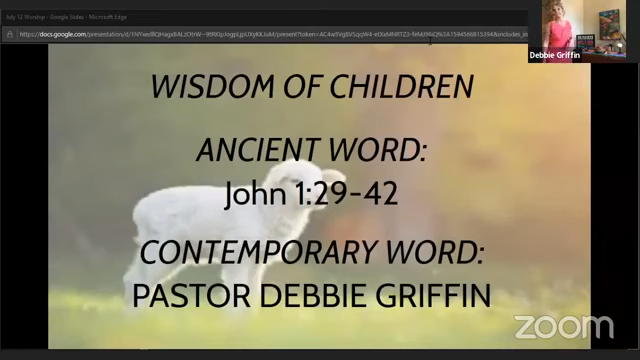 July 12 Worship - Google Slides - Microsoft Edge
Debbie Griffin
WISDOM OF CHILDREN
ANCIENT WORD:
John 1:29-42
CONTEMPORARY WORD:
PASTOR DEBBIE GRIFFIN
zoom